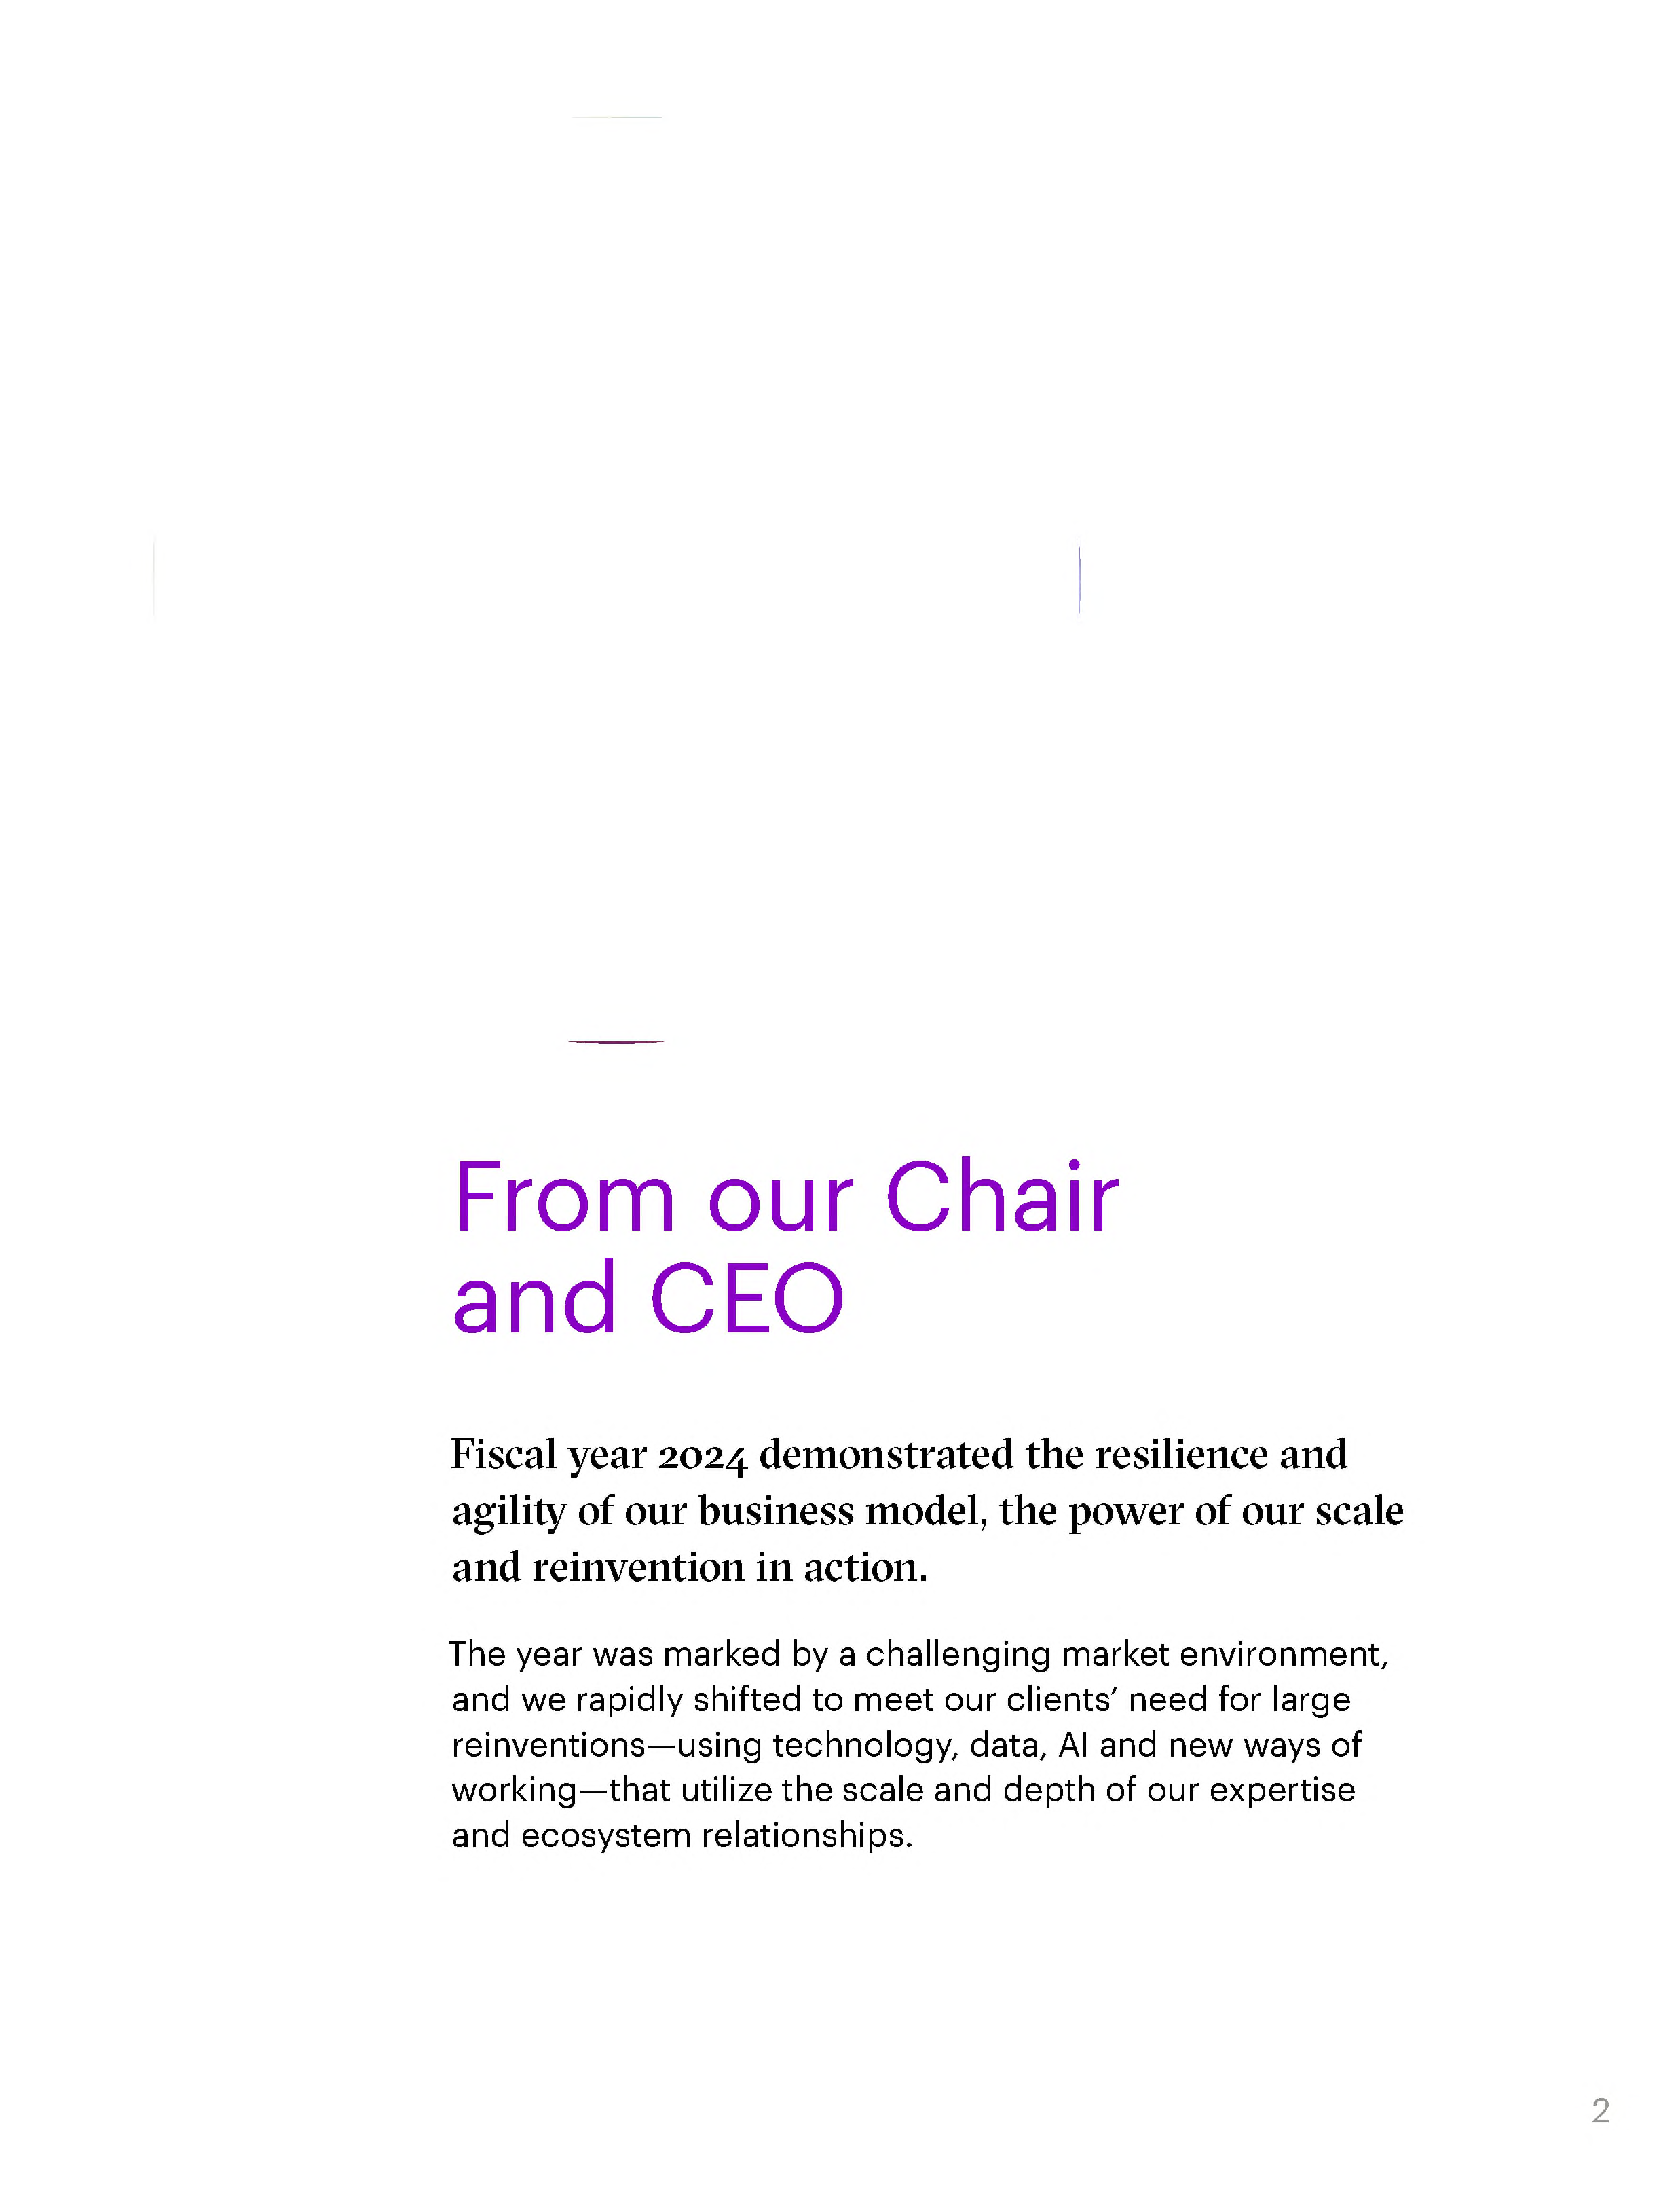 From our Chair
and CEO
Fiscal year 2024 demonstrated the resilience and
agility of our business model, the power of our scale
and reinvention in action.
The year was marked by a challenging market environment,
and we rapidly shifted to meet our clients’ need for large
reinventions—using technology, data, AI and new ways of
working—that utilize the scale and depth of our expertise
and ecosystem relationships.
2